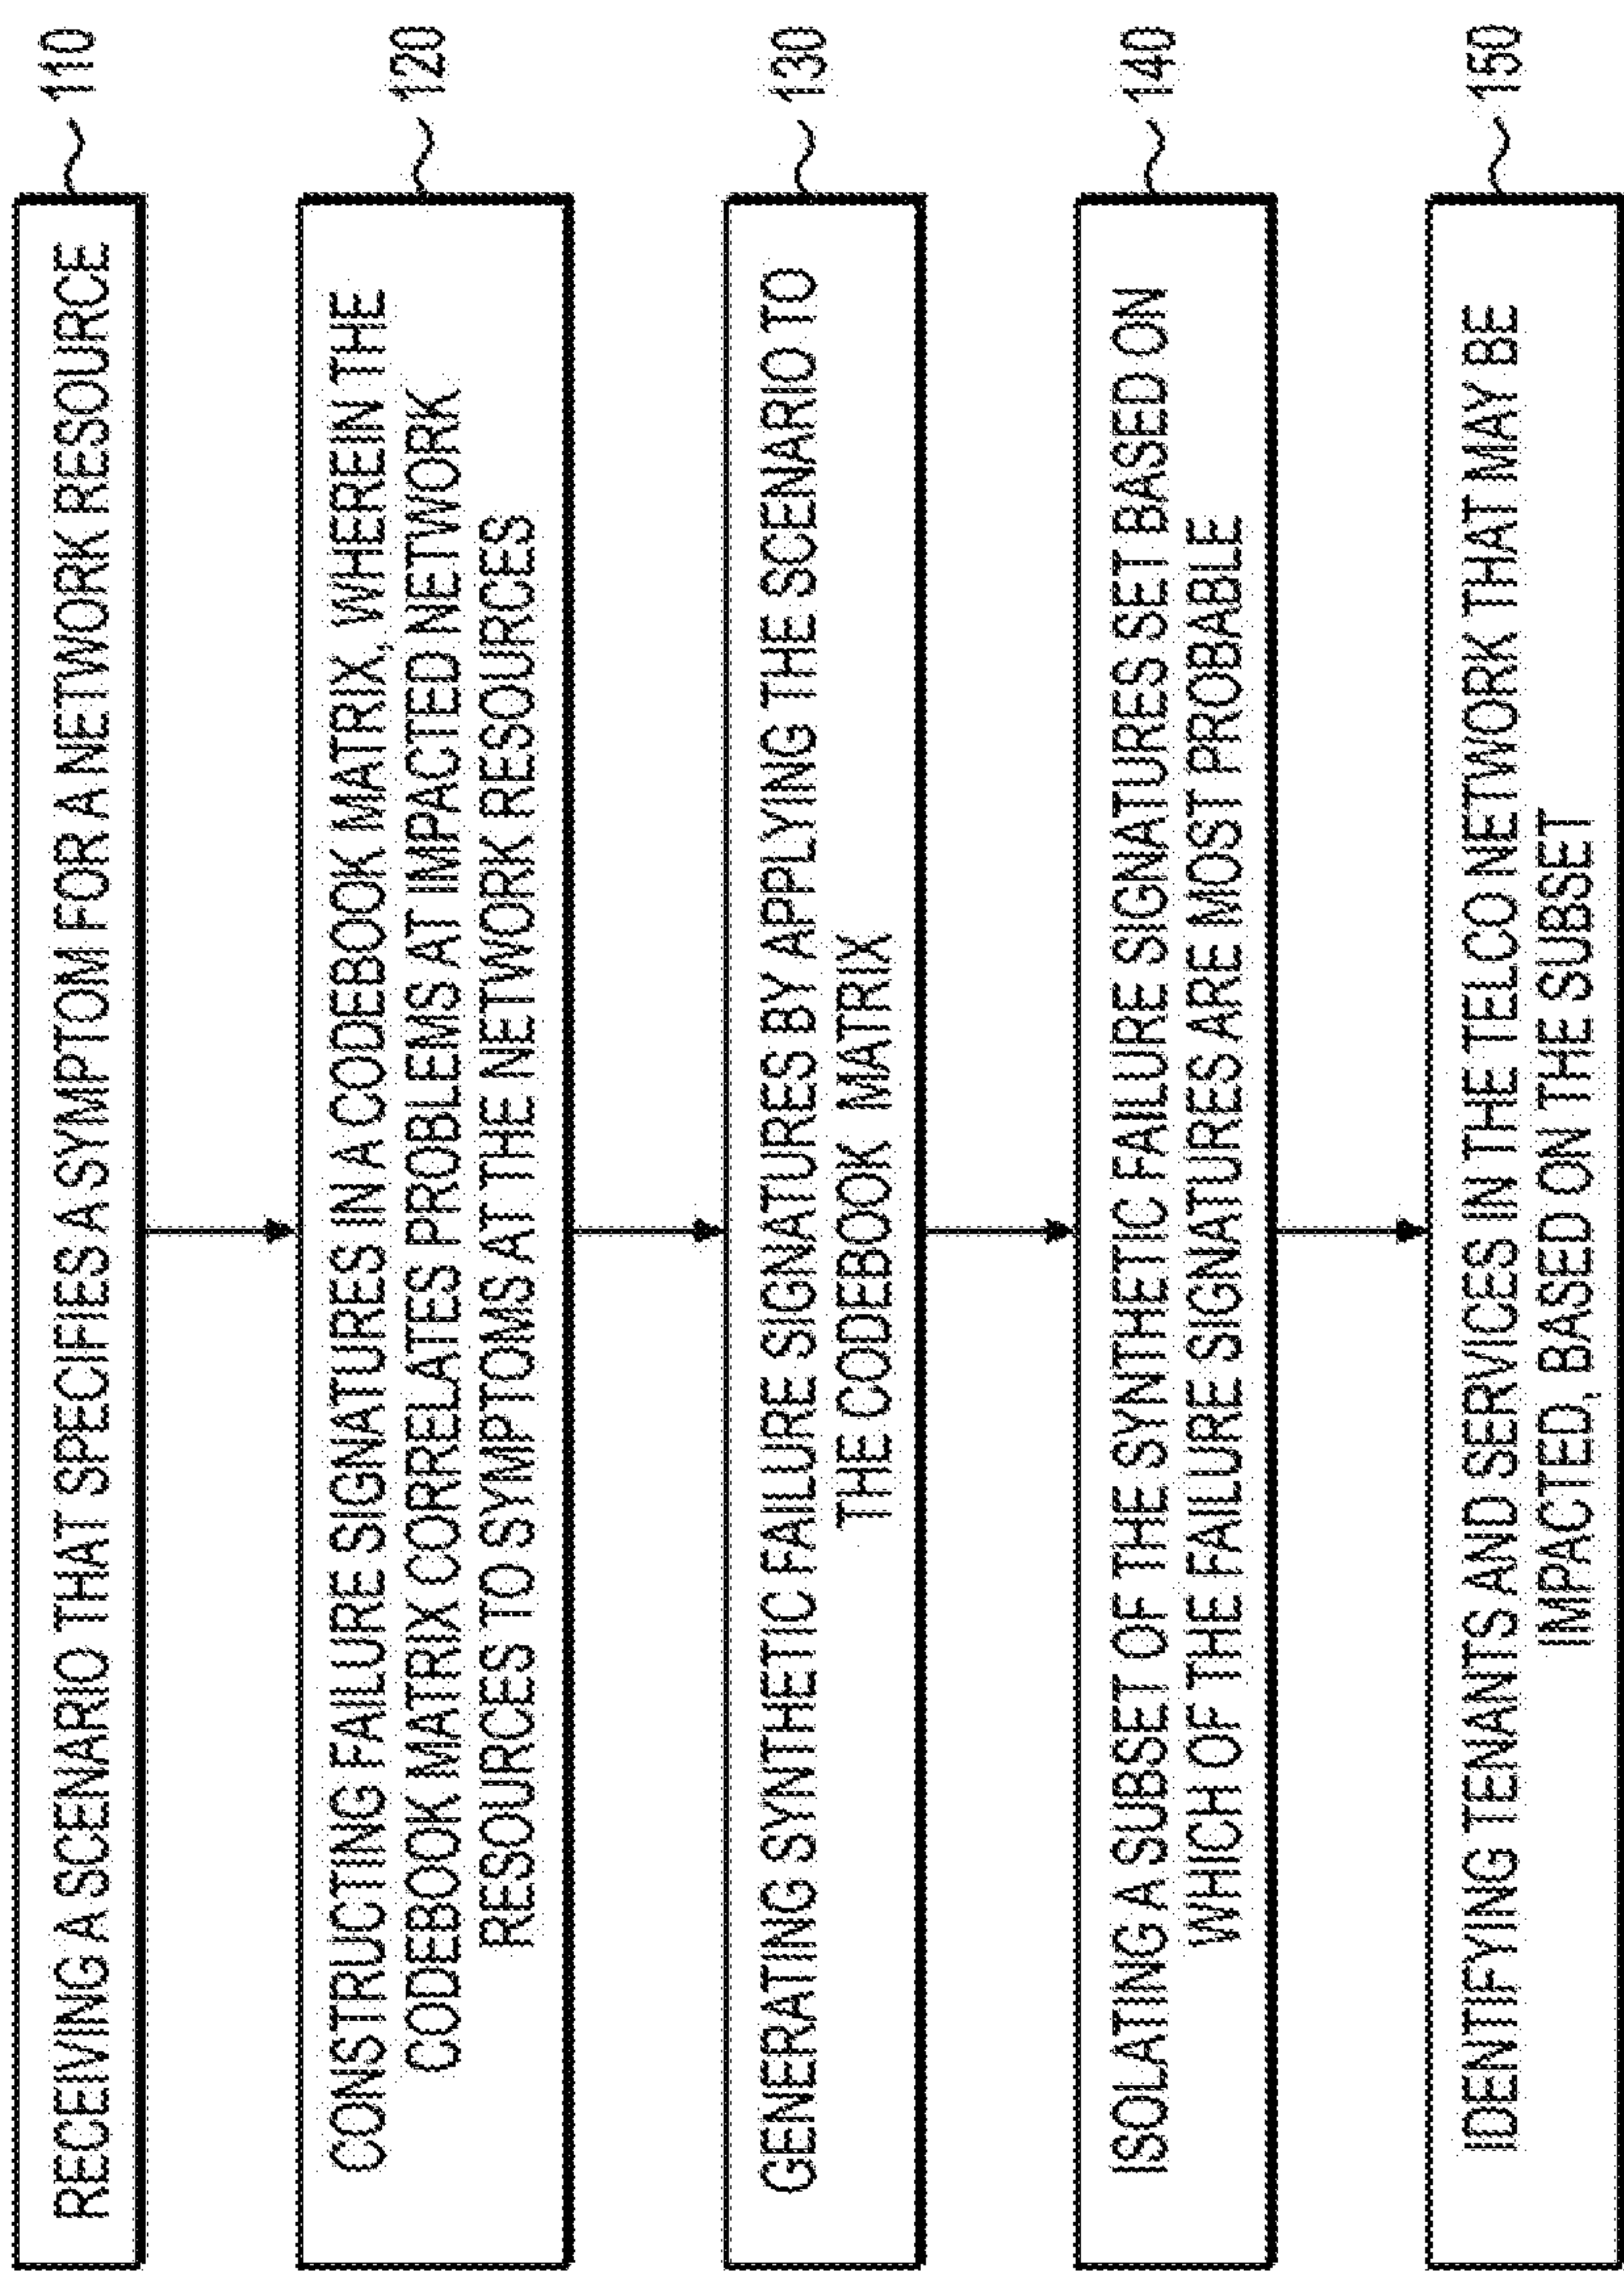 RECEIVING A SCENARIO THAT SPECIFIES A SYMPTOM FOR A NETWORK RESOURCE
110
CONSTRUCTING FAILURE SIGNATURES IN A CODEBOOK MATRIX, WHEREIN THE
CODEBOOK MATRIX CORRELATES PROBLEMS AT IMPACTED NETWORK
RESOURCES TO SYMPTOMS AT THE NETWORK RESOURCES
120
GENERATING SYNTHETIC FAILURE SIGNATURES BY APPLYING THE SCENARIO TO
THE CODEBOOK MATRIX
130
ISOLATING A SUBSET OF THE SYNTHETIC FAILURE SIGNATURES SET BASED ON
WHICH OF THE FAILURE SIGNATURES ARE MOST PROBABLE
140
IDENTIFYING TENANTS AND SERVICES IN THE TELCO NETWORK THAT MAY BE
IMPACTED, BASED ON THE SUBSET
150